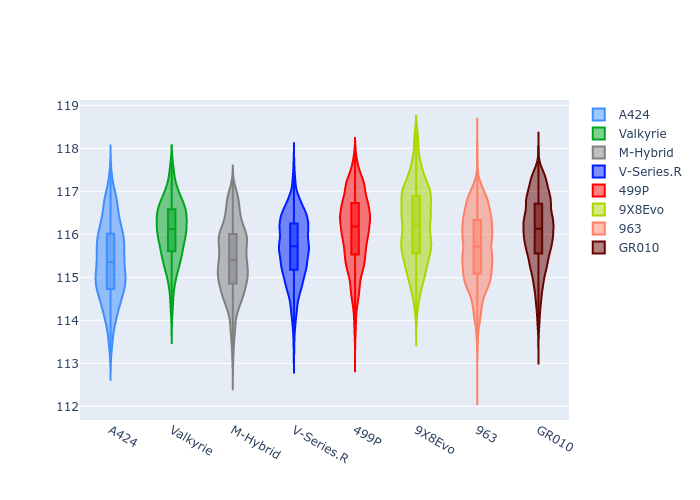 119
118
117
116
115
114
113
112
A424
Valkyrie
M-Hybrid
V-Series.R
499P
9X8Evo
963
GR010
A424
Valkyrie
M-Hybrid
V-Series.R
499P
9X8Evo
963
GR010